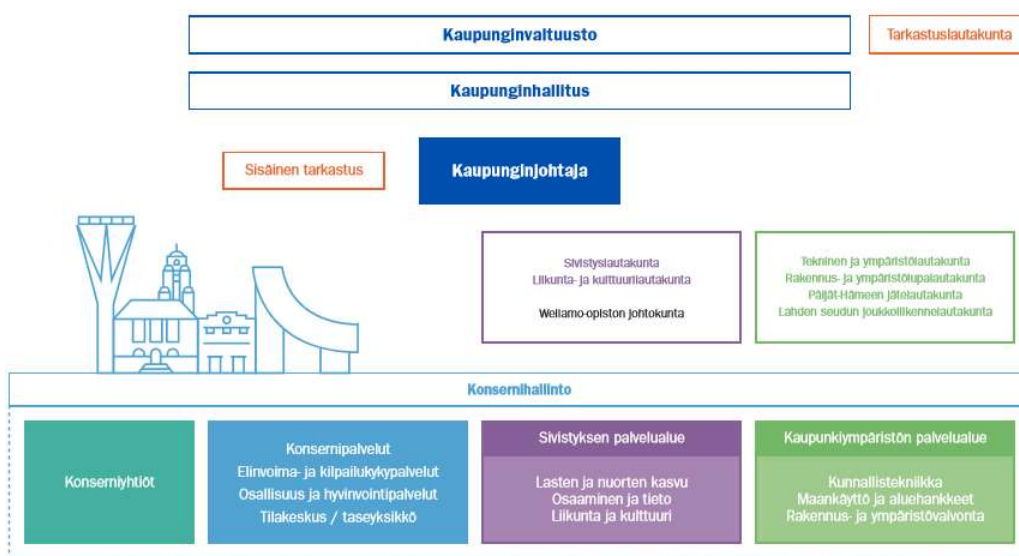 Kaupunginvaltuusto
Tarkastuslautakunta
Kaupunginhallitus
Sisäinen tarkastus
Kaupunginjohtaja
Sivistyslautakunta
Liikunta- ja kulttuurilautakunta
Wellamo-opiston johtokunta
Tekninen ja ympäristölautakunta
Rakennus- ja ympäristölupalautakunta
Päijät-Hämeen jätelautakunta
Lahden seudun joukkoliikennelautakunta
Konsernihallinto
Konserniyhtiöt
Konsernipalvelut
Elinvoima- ja kilpailukykypalvelut
Osallisuus ja hyvinvointipalvelut
Tilakeskus / taseyksikkö
Sivistyksen palvelualue
Lasten ja nuorten kasvu
Osaaminen ja tieto
Liikunta ja kulttuuri
Kaupunkiympäristön palvelualue
Kunnallistekniikka
Maankäyttö ja aluehankkeet
Rakennus- ja ympäristövalvonta